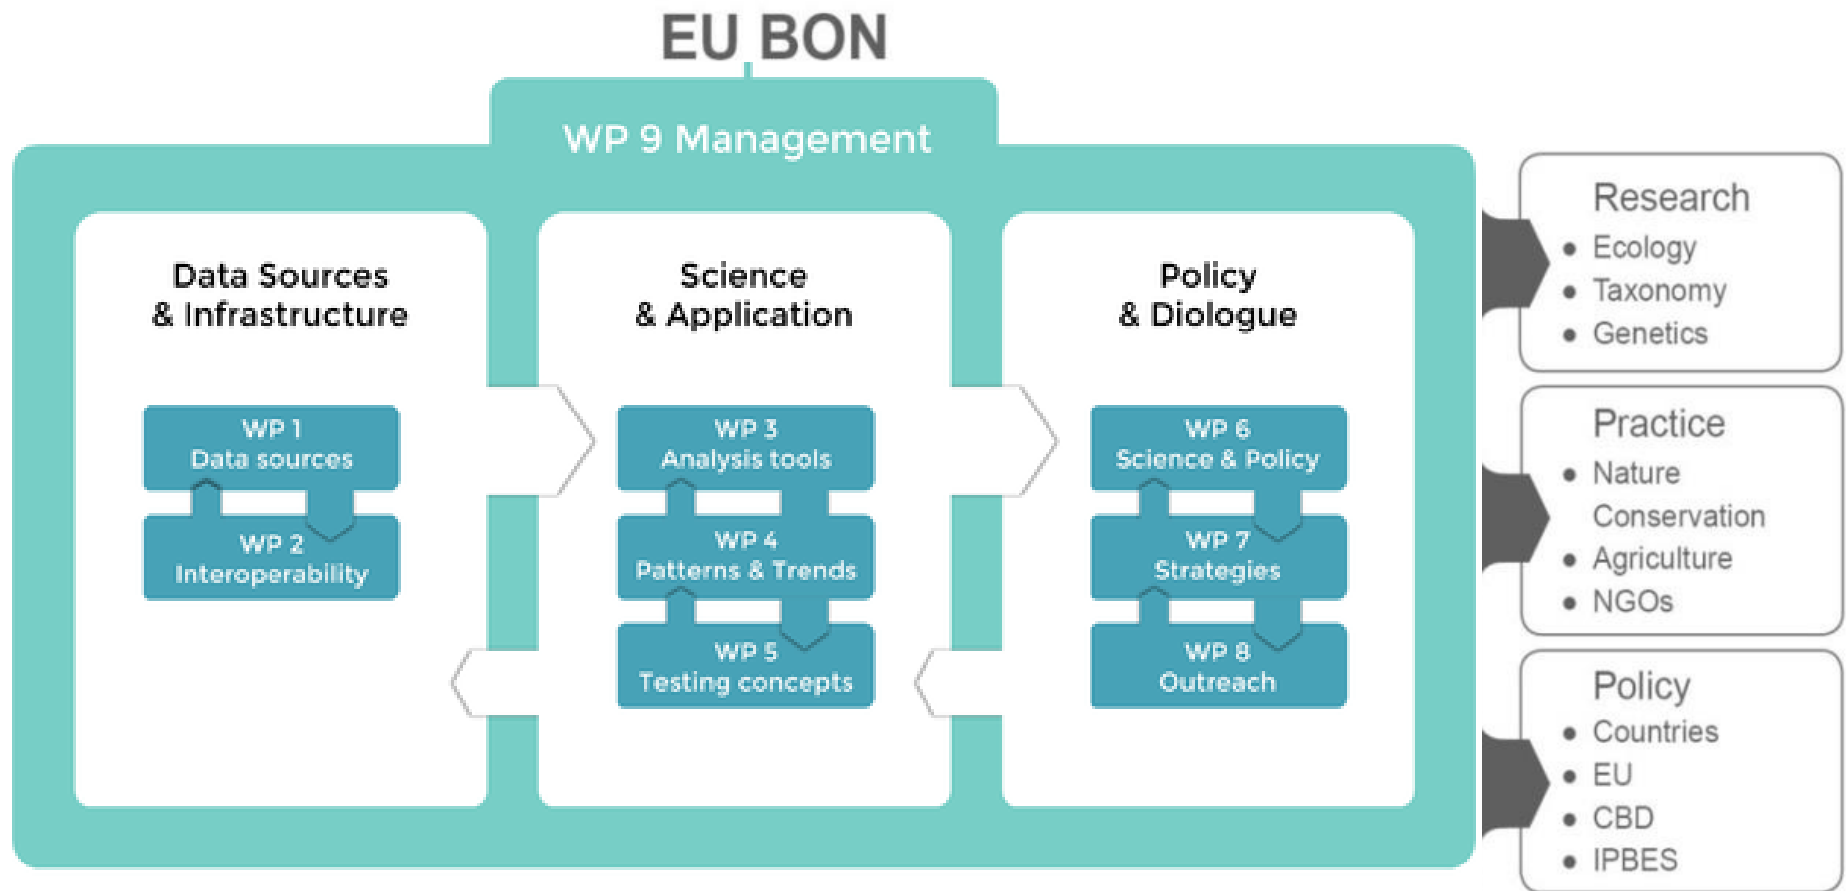 EU BON
WP 9 Management
Data Sources
& Infrastructure
WP 1
Data sources
WP 2
Interoperability
Science
& Application
WP 3
Analysis tools
WP 4
Patterns & Trends
WP 5
Testing concepts
Policy
& Diologue
WP 6
Science & Policy
WP 7
Strategies
WP 8
Outreach
Research
• Ecology
• Taxonomy
• Genetics
Practice
• Nature
Conservation
• Agriculture
• NGOs
Policy
• Countries
• EU
• CBD
• IPBES